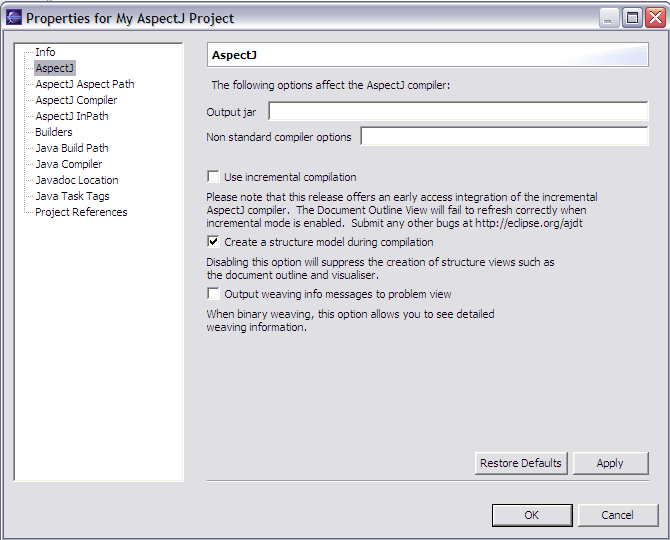 Properties for My AspectJ Project
Info
AspectJ
AspectJ Aspect Path
AspectJ Compiler
AspectJ InPath
Builders
Java Build Path
Java Compiler
Javadoc Location
Java Task Tags
Project References
AspectJ
The following options affect the AspectJ compiler:
Output jar
Non standard compiler options
Use incremental compilation
Please note that this release offers an early access integration of the incremental
AspectJ compiler. The Document Outline View will fail to refresh correctly when
incremental mode is enabled. Submit any other bugs at http://eclipse.org/ajdt
Create a structure model during compilation
Disabling this option will suppress the creation of structure views such as
the document outline and visualiser.
Output weaving info messages to problem view
When binary weaving, this option allows you to see detailed
weaving information.
Restore Defaults
Apply
OK
Cancel